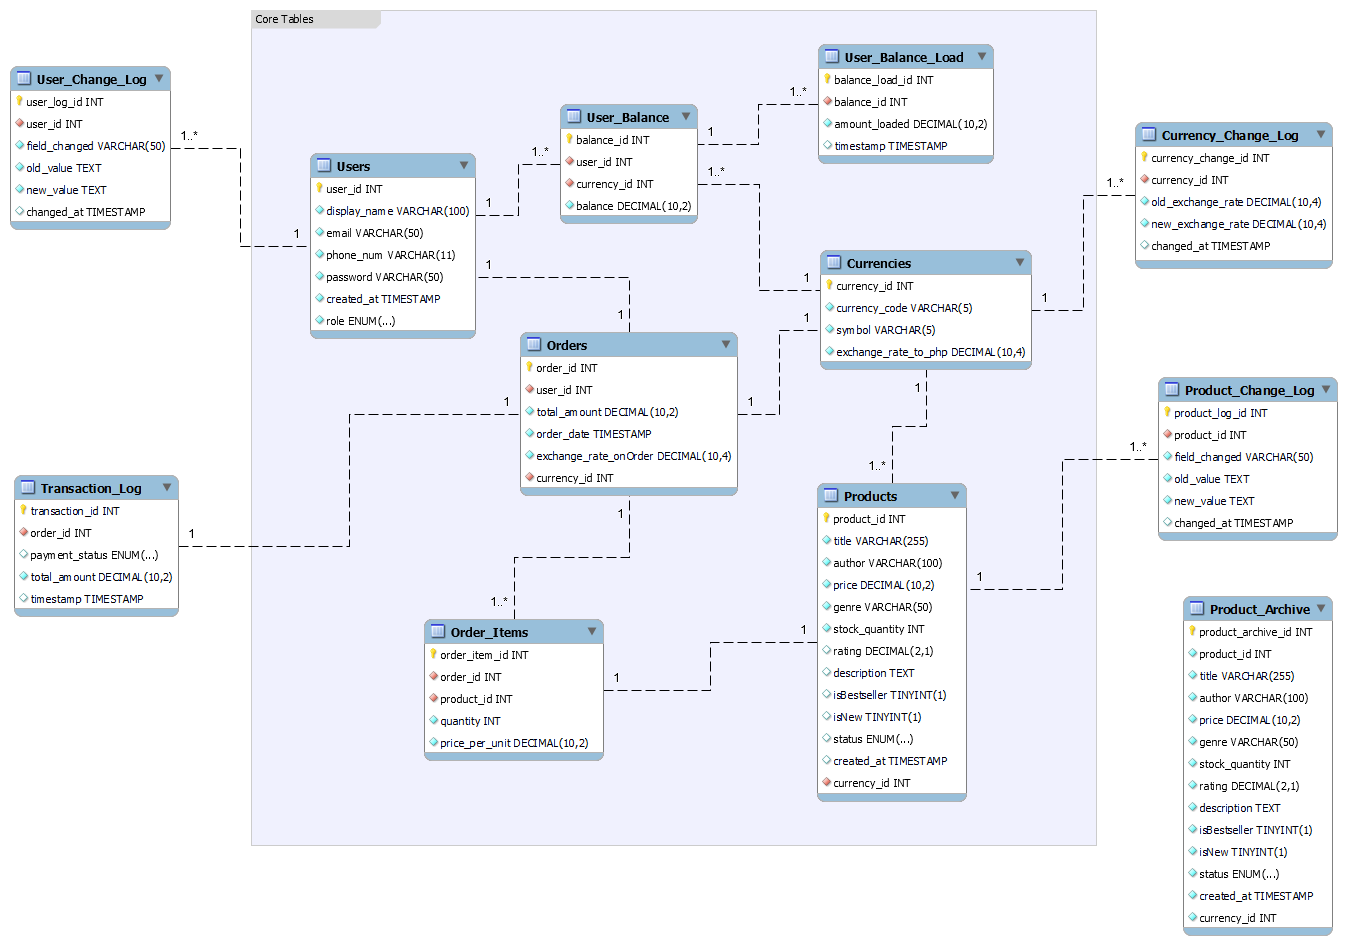 Core Tables
User_Change_Log
user_log_id INT
user_id INT
field_changed VARCHAR(50)
old_value TEXT
new_value TEXT
changed_at TIMESTAMP
1..*
1
Users
user_id INT
display_name VARCHAR(100)
email VARCHAR(50)
phone_num VARCHAR(11)
password VARCHAR(50)
created_at TIMESTAMP
role ENUM(...)
1
1..*
1
1
User_Balance
balance_id INT
user_id INT
currency_id INT
balance DECIMAL(10,2)
1
1..*
1..*
1
User_Balance_Load
balance_load_id INT
balance_id INT
amount_loaded DECIMAL(10,2)
timestamp TIMESTAMP
Currencies
currency_id INT
currency_code VARCHAR(5)
symbol VARCHAR(5)
exchange_rate_to_php DECIMAL(10,4)
1
1..*
1
1
1
1..*
Currency_Change_Log
currency_change_id INT
currency_id INT
old_exchange_rate DECIMAL(10,4)
new_exchange_rate DECIMAL(10,4)
changed_at TIMESTAMP
Orders
order_id INT
user_id INT
total_amount DECIMAL(10,2)
order_date TIMESTAMP
exchange_rate_onOrder DECIMAL(10,4)
currency_id INT
1
1
1
1..*
Transaction_Log
transaction_id INT
order_id INT
payment_status ENUM(...)
total_amount DECIMAL(10,2)
timestamp TIMESTAMP
Order_Items
order_item_id INT
order_id INT
product_id INT
quantity INT
price_per_unit DECIMAL(10,2)
1
1
Products
product_id INT
title VARCHAR(255)
author VARCHAR(100)
price DECIMAL(10,2)
genre VARCHAR(50)
stock_quantity INT
rating DECIMAL(2,1)
description TEXT
isBestseller TINYINT(1)
isNew TINYINT(1)
status ENUM(...)
created_at TIMESTAMP
currency_id INT
1
1..*
Product_Change_Log
product_log_id INT
product_id INT
field_changed VARCHAR(50)
old_value TEXT
new_value TEXT
changed_at TIMESTAMP
Product_Archive
product_archive_id INT
product_id INT
title VARCHAR(255)
author VARCHAR(100)
price DECIMAL(10,2)
genre VARCHAR(50)
stock_quantity INT
rating DECIMAL(2,1)
description TEXT
isBestseller TINYINT(1)
isNew TINYINT(1)
status ENUM(...)
created_at TIMESTAMP
currency_id INT